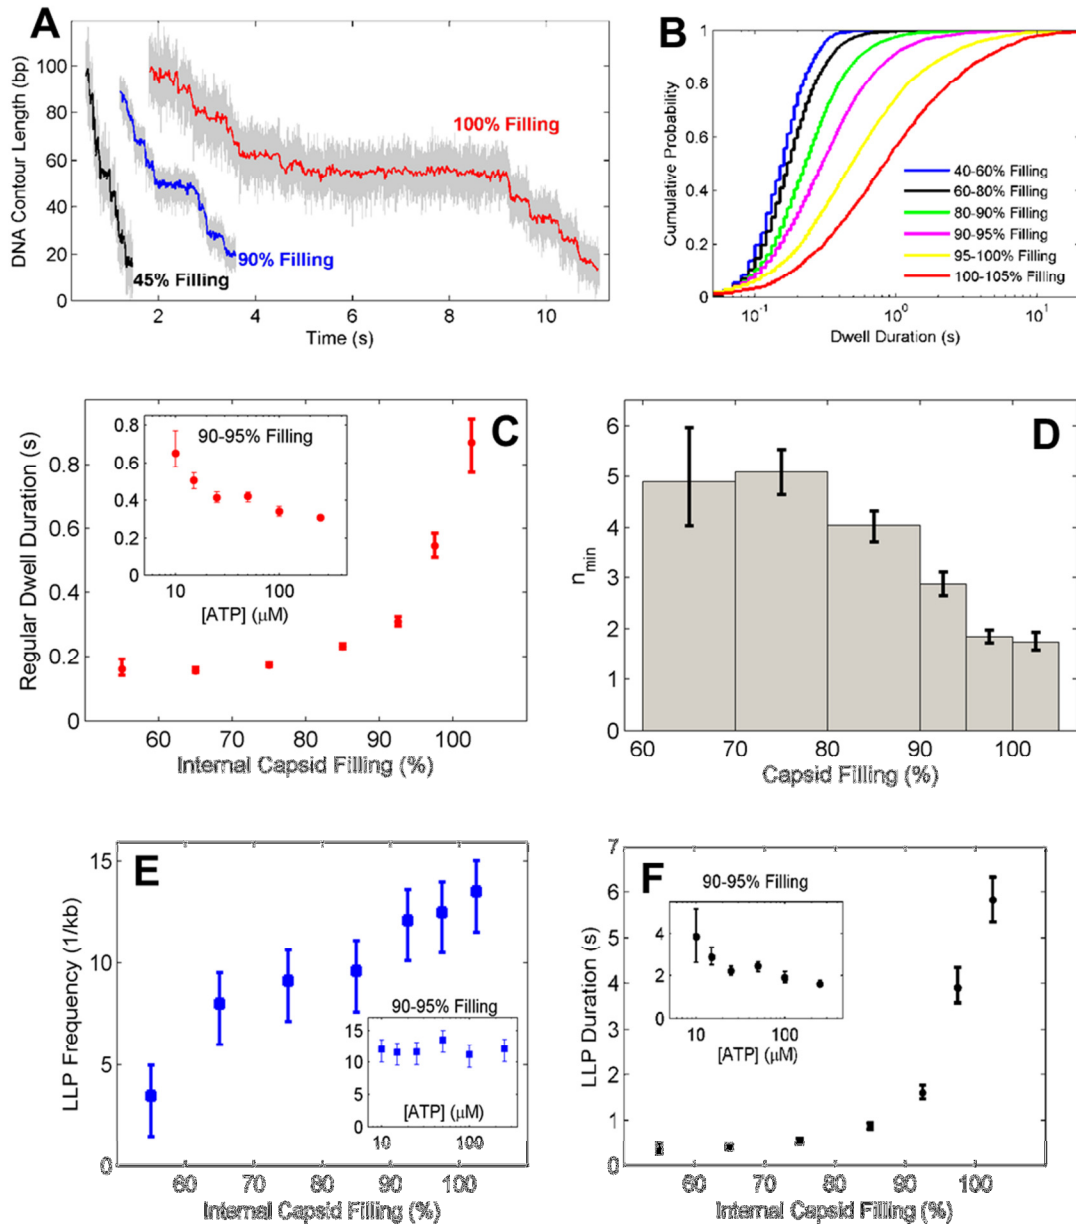 A
DNA Contour Length (bp)
100
80
60
40
20
0
100% Filling
90% Filling
45% Filling
2
4
6
8
10
Time (s)
B
Cumulative Probability
1
0.8
0.6
0.4
0.2
0
40-60% Filling
60-80% Filling
80-90% Filling
90-95% Filling
95-100% Filling
100-105% Filling
10⁻¹
10⁰
10¹
Dwell Duration (s)
C
Regular Dwell Duration (s)
0.8
0.6
0.4
0.2
0
90-95% Filling
0.8
0.6
0.4
0.2
0
10
100
[ATP] (μM)
60
70
80
90
100
Internal Capsid Filling (%)
D
n_min
6
5
4
3
2
1
0
60
70
80
90
100
Capsid Filling (%)
E
LLP Frequency (1/kb)
15
10
5
0
90-95% Filling
15
10
5
0
[ATP] (μM)
10
100
60
70
80
90
100
Internal Capsid Filling (%)
F
LLP Duration (s)
7
6
5
4
3
2
1
0
90-95% Filling
4
2
0
10
100
[ATP] (μM)
60
70
80
90
100
Internal Capsid Filling (%)